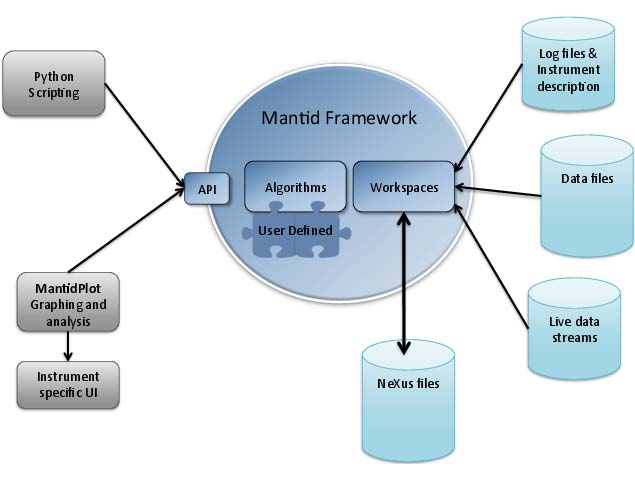 Python
Scripting
Mantid Framework
API
Algorithms
Workspaces
User Defined
Log files &
Instrument
description
Data files
Live data
streams
NeXus files
MantidPlot
Graphing and
analysis
Instrument
specific UI